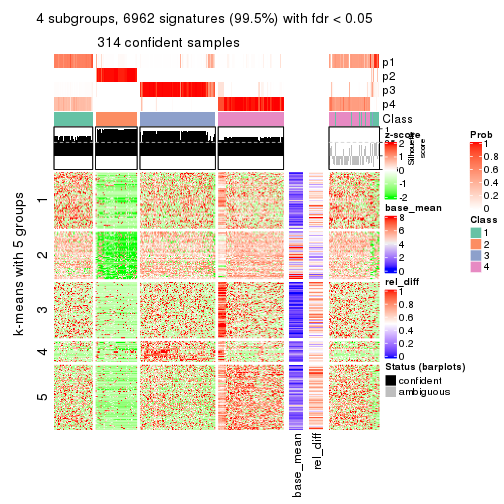 4 subgroups, 6962 signatures (99.5%) with fdr < 0.05
314 confident samples
p1
p2
p3
p4
Class
1
Silhouette
score
k-means with 5 groups
1
2
3
4
5
base_mean
rel_diff
z-score
2
1
0
-1
-2
base_mean
8
6
4
2
0
rel_diff
1
0.8
0.6
0.4
0.2
0
Status (barplots)
confident
ambiguous
Prob
1
0.8
0.6
0.4
0.2
0
Class
1
2
3
4